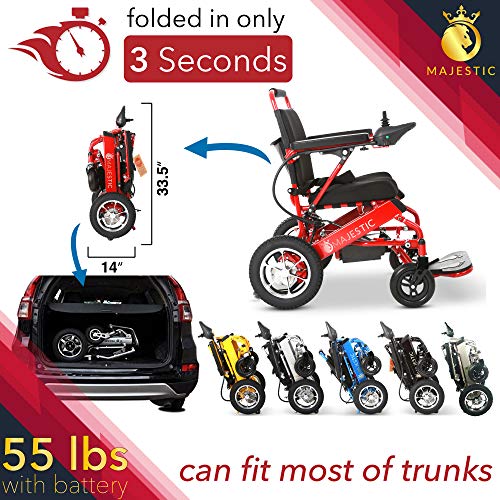 folded in only
3 Seconds
MAJESTIC
33.5"
14"
MAJESTIC
55 lbs
with battery
can fit most of trunks